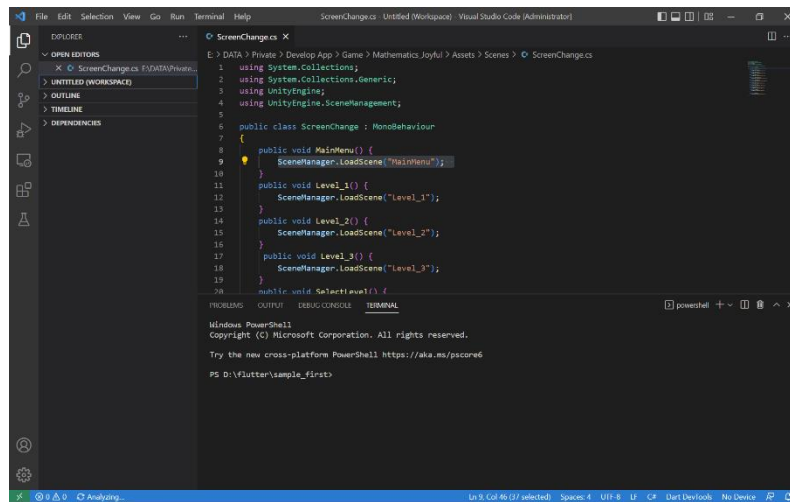 File Edit Selection View Go Run Terminal Help
ScreenChange.cs - Untitled (Workspace) - Visual Studio Code [Administrator]
EXPLORER
OPEN EDITORS
ScreenChange.cs E:\DATA\Private...
UNTITLED (WORKSPACE)
OUTLINE
TIMELINE
DEPENDENCIES
ScreenChange.cs
E: > DATA > Private > Develop App > Game > Mathematics_Joyful > Assets > Scenes > ScreenChange.cs
1 using System.Collections;
2 using System.Collections.Generic;
3 using UnityEngine;
4 using UnityEngine.SceneManagement;
5
6 public class ScreenChange : MonoBehaviour
7 {
8 public void MainMenu() {
9 SceneManager.LoadScene("MainMenu");
10 }
11 public void Level_1() {
12 SceneManager.LoadScene("Level_1");
13 }
14 public void Level_2() {
15 SceneManager.LoadScene("Level_2");
16 }
17 public void Level_3() {
18 SceneManager.LoadScene("Level_3");
19 }
20 public void SelectLevel() {
PROBLEMS OUTPUT DEBUG CONSOLE TERMINAL
powershell
Windows PowerShell
Copyright (C) Microsoft Corporation. All rights reserved.
Try the new cross-platform PowerShell https://aka.ms/pscore6
PS D:\flutter\sample_first>
0 0 Analyzing...
Ln 9, Col 46 (37 selected) Spaces: 4 UTF-8 LF C# Dart DevTools No Device